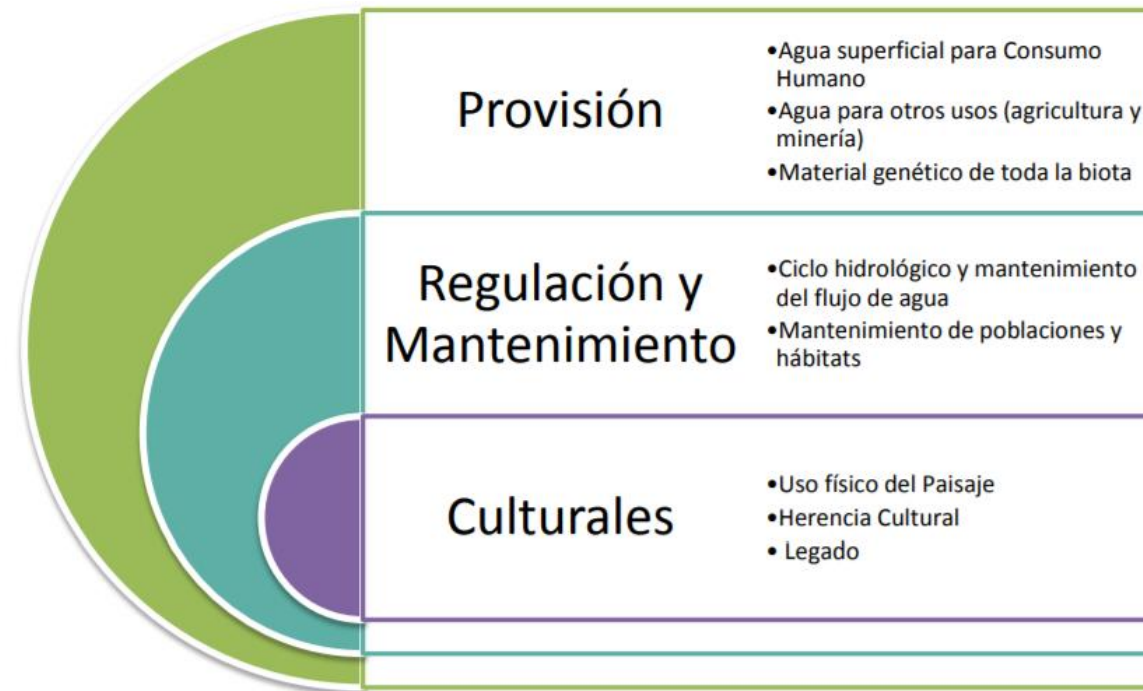 Provisión
•Agua superficial para Consumo
Humano
•Agua para otros usos (agricultura y
minería)
•Material genético de toda la biota
Regulación y
Mantenimiento
•Ciclo hidrológico y mantenimiento
del flujo de agua
•Mantenimiento de poblaciones y
hábitats
Culturales
•Uso físico del Paisaje
•Herencia Cultural
• Legado